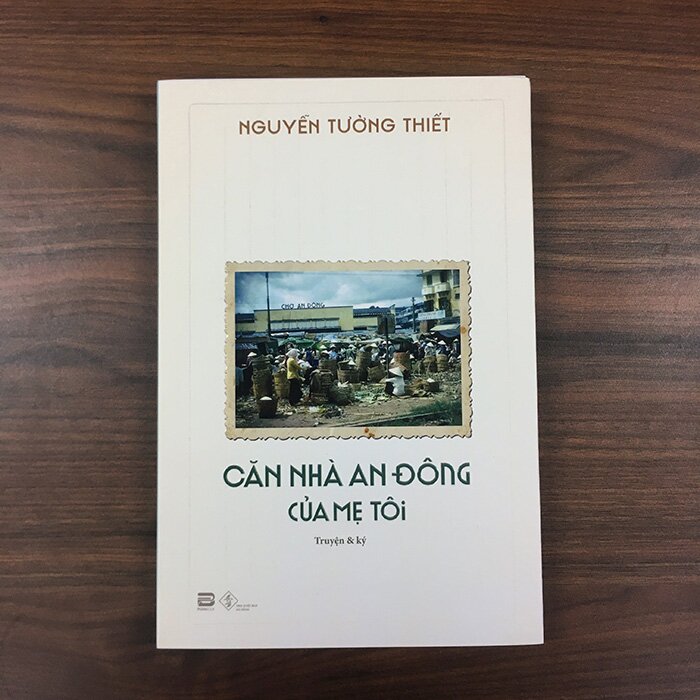 NGUYỄN TƯỜNG THIẾT
CHỢ AN ĐÔNG
CĂN NHÀ AN ĐÔNG
CỦA MẸ TÔI
Truyện & ký